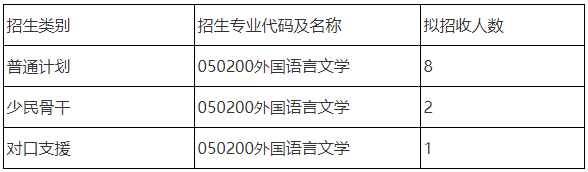 招生类别 招生专业代码及名称 拟招收人数
普通计划 050200外国语言文学 8
少民骨干 050200外国语言文学 2
对口支援 050200外国语言文学 1